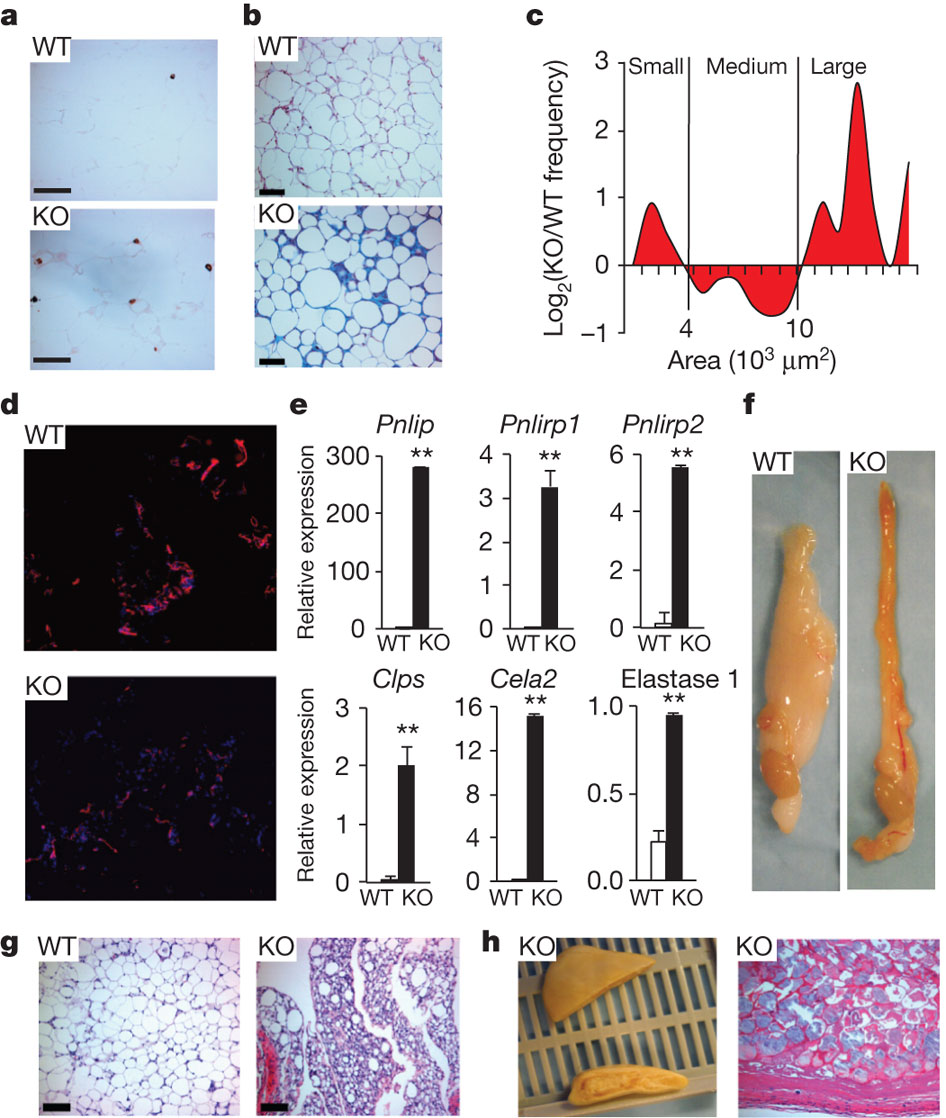 a
WT
KO
b
WT
KO
c
Log2(KO/WT frequency)
3
2
1
0
–1
Small
Medium
Large
4
10
Area (10³ μm²)
d
WT
KO
e
Relative expression
Pnlip
**
300
200
100
0
WT KO
Pnlirp1
**
4
3
2
1
0
WT KO
Pnlirp2
**
6
4
2
0
WT KO
Relative expression
Clps
**
3
2
1
0
WT KO
Cela2
**
16
12
8
4
0
WT KO
Elastase 1
**
1.0
0.5
0.0
WT KO
f
WT
KO
g
WT
KO
h
KO
KO